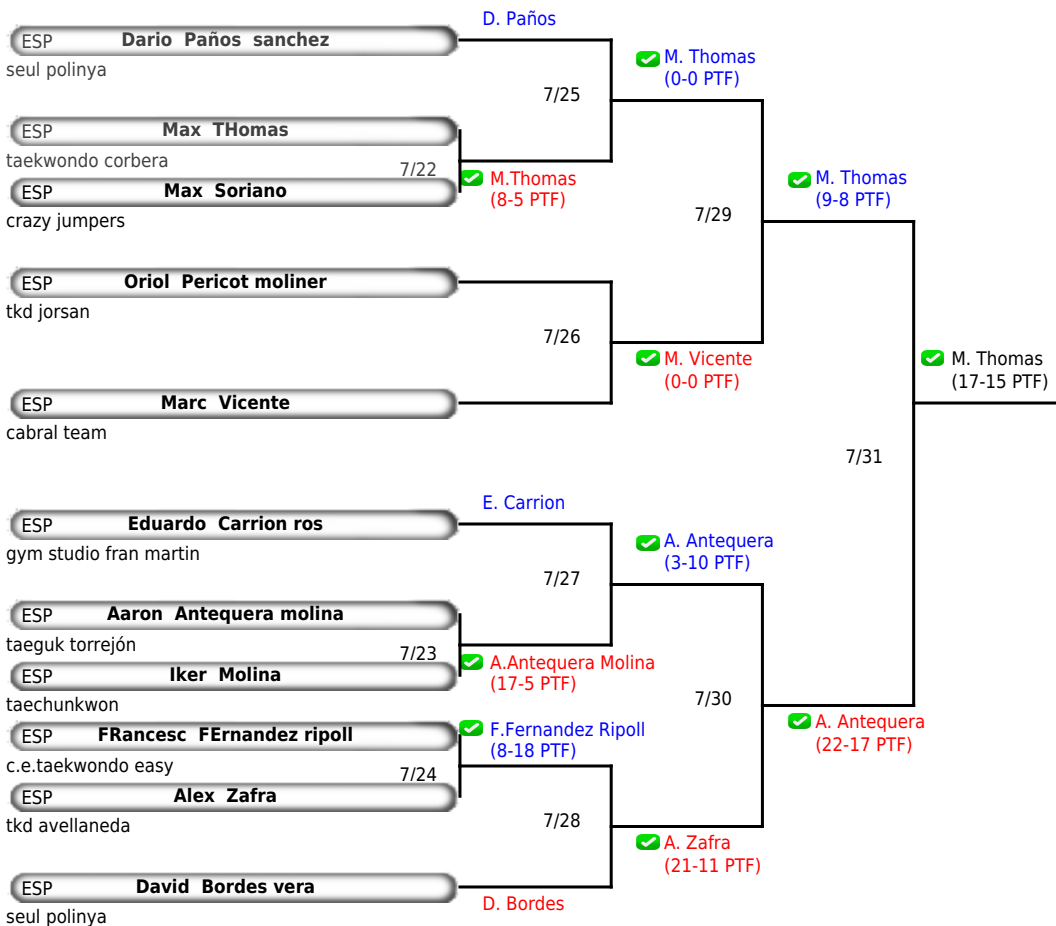 D. Paños
ESP Dario Paños sanchez
seul polinya
M. Thomas
(0-0 PTF)
7/25
ESP Max THomas
taekwondo corbera
7/22
M.Thomas
(8-5 PTF)
ESP Max Soriano
crazy jumpers
M. Thomas
(9-8 PTF)
7/29
ESP Oriol Pericot moliner
tkd jorsan
7/26
M. Vicente
(0-0 PTF)
M. Thomas
(17-15 PTF)
ESP Marc Vicente
cabral team
7/31
E. Carrion
ESP Eduardo Carrion ros
gym studio fran martin
A. Antequera
(3-10 PTF)
7/27
ESP Aaron Antequera molina
taeguk torrejón
7/23
A.Antequera Molina
(17-5 PTF)
ESP Iker Molina
taechunkwon
7/30
A. Antequera
(22-17 PTF)
F.Fernandez Ripoll
(8-18 PTF)
ESP FRancesc FErnandez ripoll
c.e.taekwondo easy
7/24
ESP Alex Zafra
tkd avellaneda
7/28
A. Zafra
(21-11 PTF)
ESP David Bordes vera
D. Bordes
seul polinya